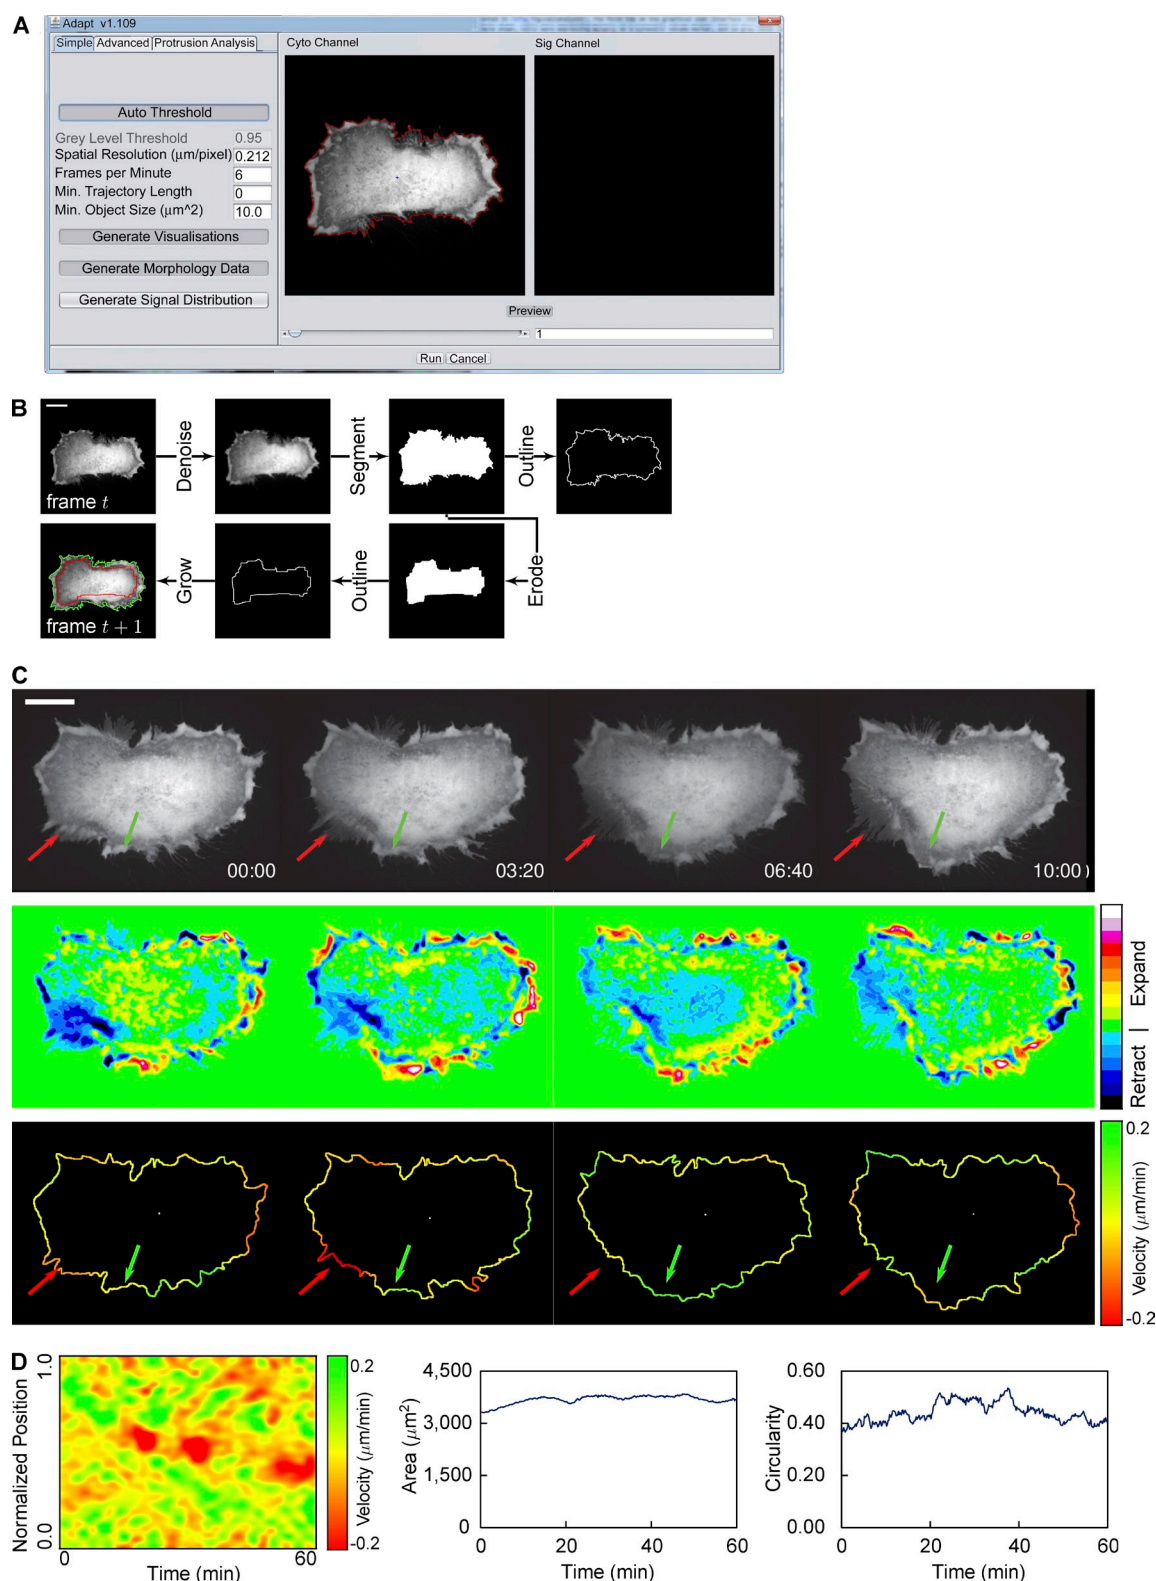 A
Adapt v1.109
x
Simple Advanced Protrusion Analysis
Cyto Channel
Sig Channel
Auto Threshold
Grey Level Threshold 0.95
Spatial Resolution (μm/pixel) 0.212
Frames per Minute 6
Min. Trajectory Length 0
Min. Object Size (μm^2) 10.0
Generate Visualisations
Generate Morphology Data
Generate Signal Distribution
Preview
1
Run Cancel
B
frame t
Denoise
Segment
Outline
Erode
Outline
Grow
frame t + 1
C
00:00
03:20
06:40
10:00
Retract | Expand
0.2
Velocity (μm/min)
-0.2
D
Normalized Position
1.0
0.0
0
60
Time (min)
0.2
Velocity (μm/min)
-0.2
Area (μm²)
4,500
3,000
1,500
0
0 20 40 60
Time (min)
Circularity
0.60
0.40
0.20
0.00
0 20 40 60
Time (min)